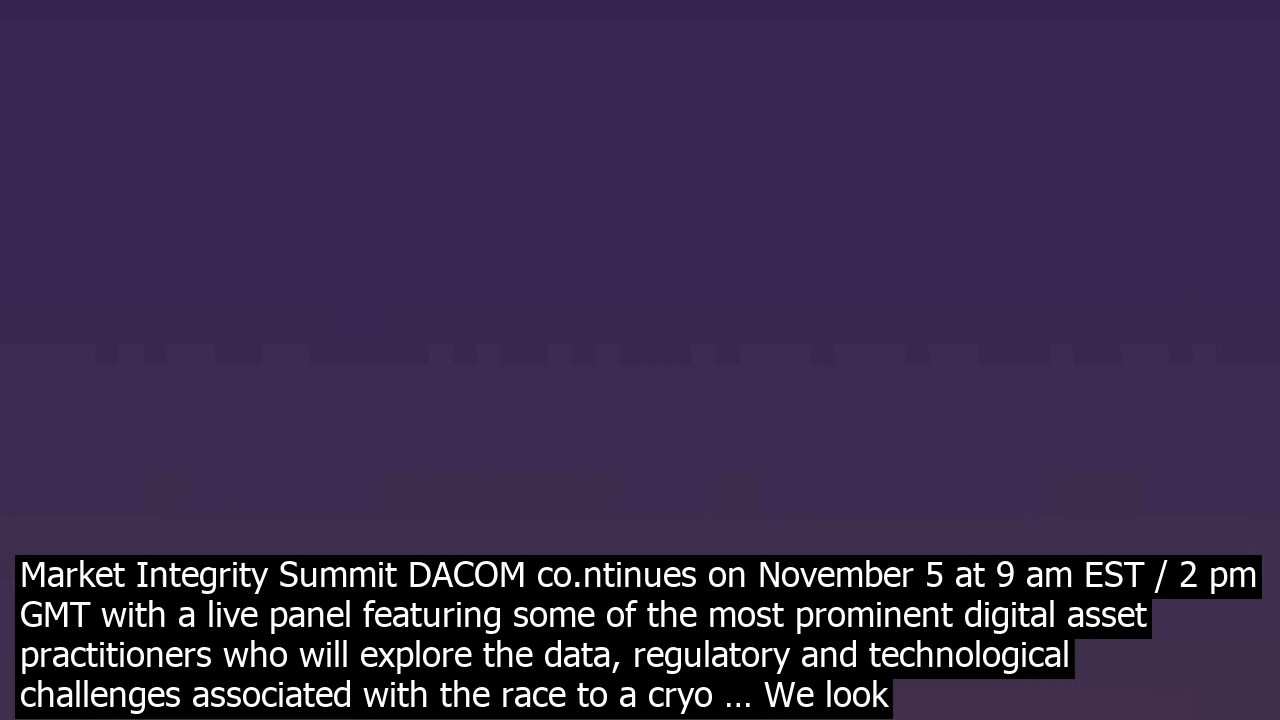 Market Integrity Summit DACOM co.ntinues on November 5 at 9 am EST / 2 pm
GMT with a live panel featuring some of the most prominent digital asset
practitioners who will explore the data, regulatory and technological
challenges associated with the race to a cryo ... We look